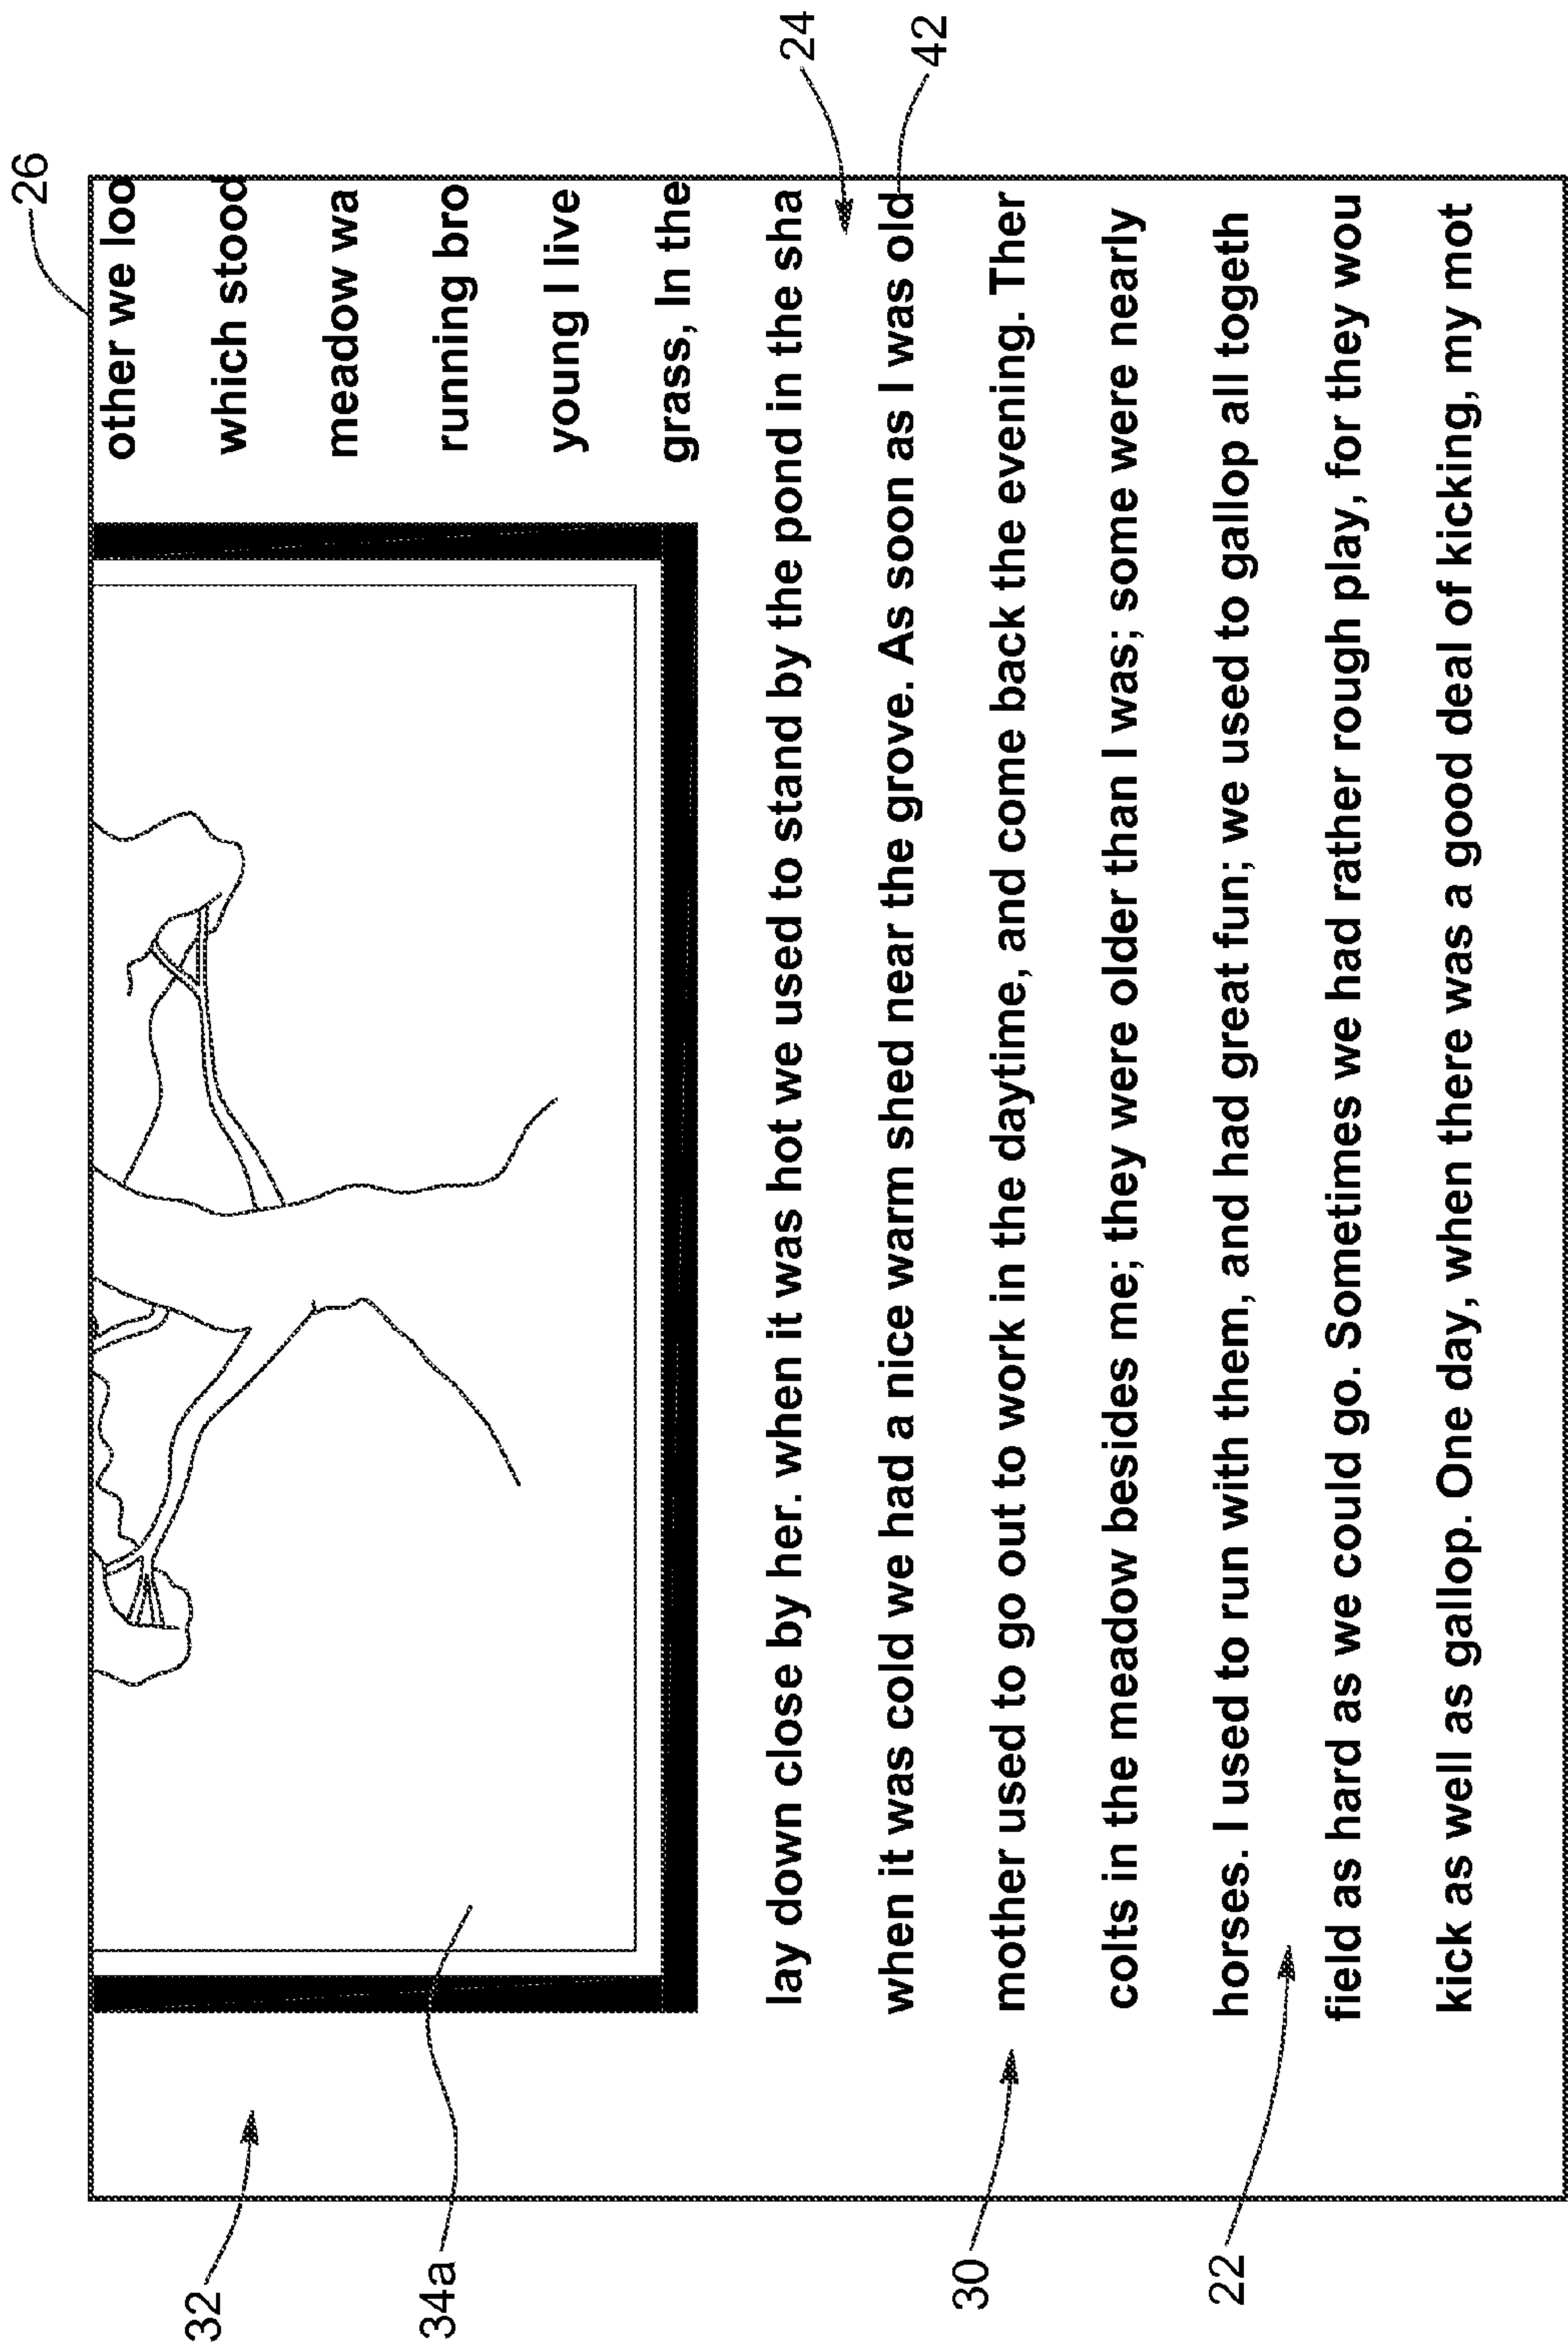 26
other we loo
which stood
meadow wa
running bro
young I live
grass, In the
32
34a
lay down close by her. when it was hot we used to stand by the pond in the sha
24
when it was cold we had a nice warm shed near the grove. As soon as I was old
42
30
mother used to go out to work in the daytime, and come back the evening. Ther
colts in the meadow besides me; they were older than I was; some were nearly
22
horses. I used to run with them, and had great fun; we used to gallop all togeth
field as hard as we could go. Sometimes we had rather rough play, for they wou
kick as well as gallop. One day, when there was a good deal of kicking, my mot